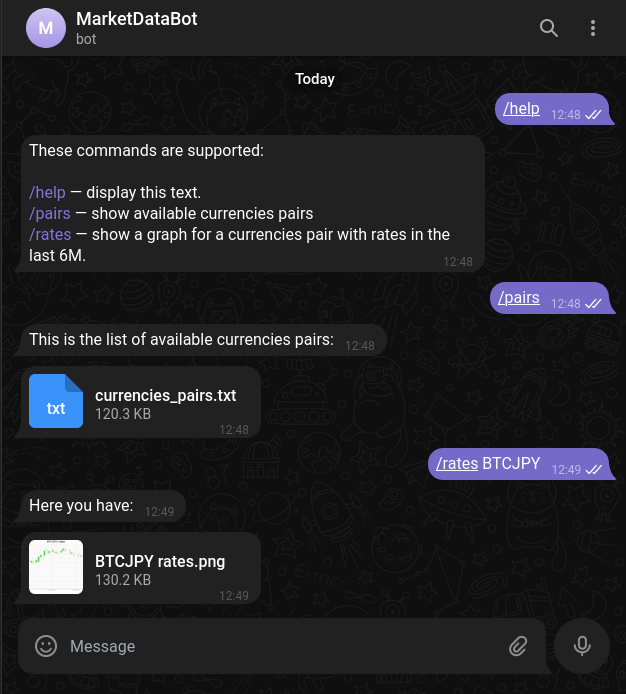 M
MarketDataBot
bot
Today
/help 12:48
These commands are supported:
/help — display this text.
/pairs — show available currencies pairs
/rates — show a graph for a currencies pair with rates in the
last 6M.
12:48
/pairs 12:48
This is the list of available currencies pairs: 12:48
txt
currencies_pairs.txt
120.3 KB
12:48
/rates BTCJPY 12:49
Here you have: 12:49
BTCJPY rates.png
130.2 KB
12:49
Message